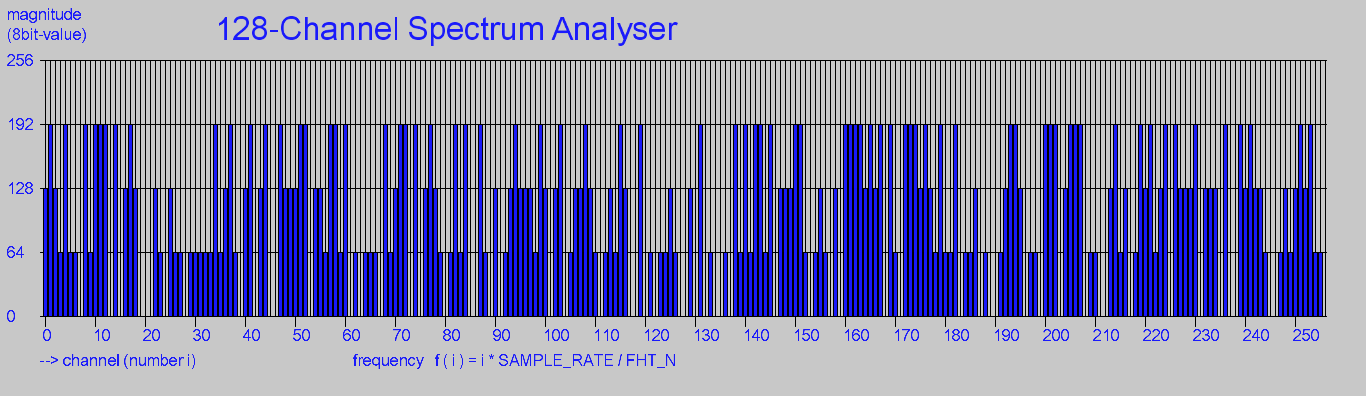 magnitude
(8bit-value)
128-Channel Spectrum Analyser
256
192
128
64
0
0 10 20 30 40 50 60 70 80 90 100 110 120 130 140 150 160 170 180 190 200 210 220 230 240 250
--> channel (number i) frequency f ( i ) = i * SAMPLE_RATE / FHT_N